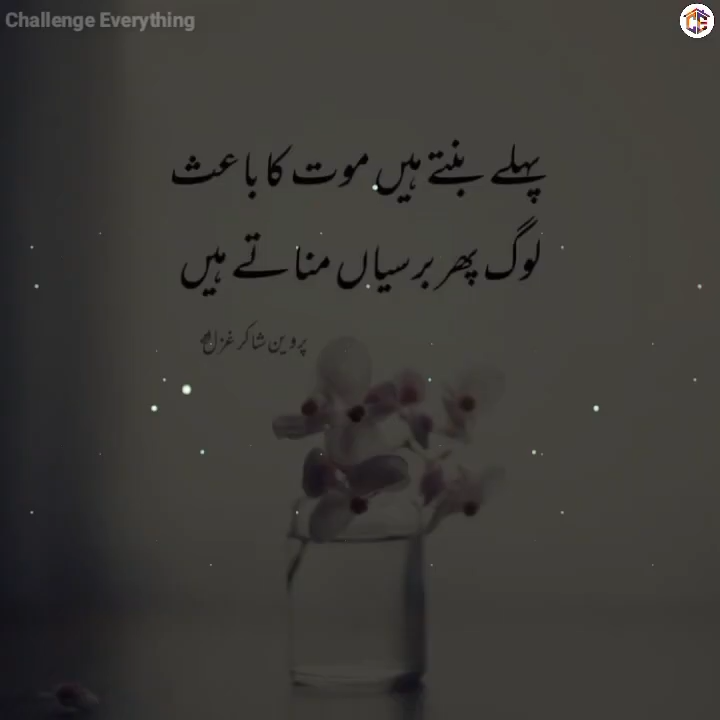 Challenge Everything
پہلے بنتے ہیں موت کا باعث
لوگ پھر برسیاں مناتے ہیں
پروین شاکر غزل